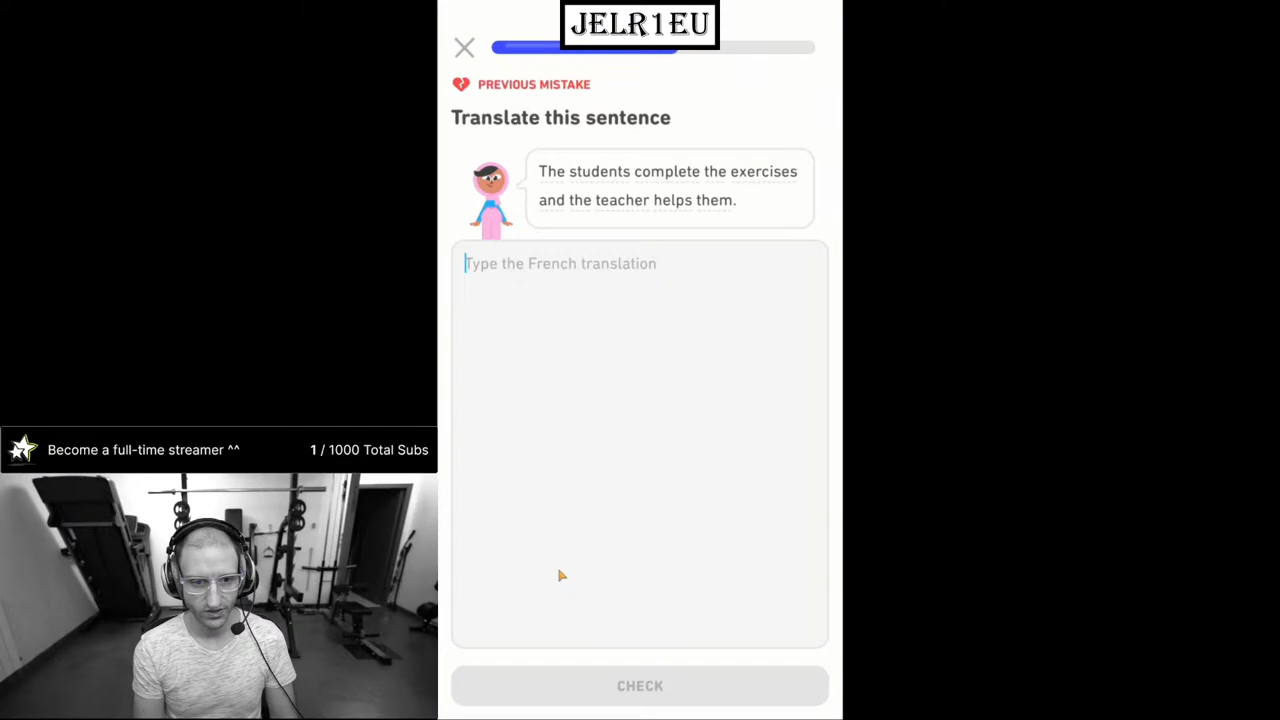 JELR1EU
PREVIOUS MISTAKE
Translate this sentence
The students complete the exercises
and the teacher helps them.
Type the French translation
Become a full-time streamer ^^ 1 / 1000 Total Subs
CHECK